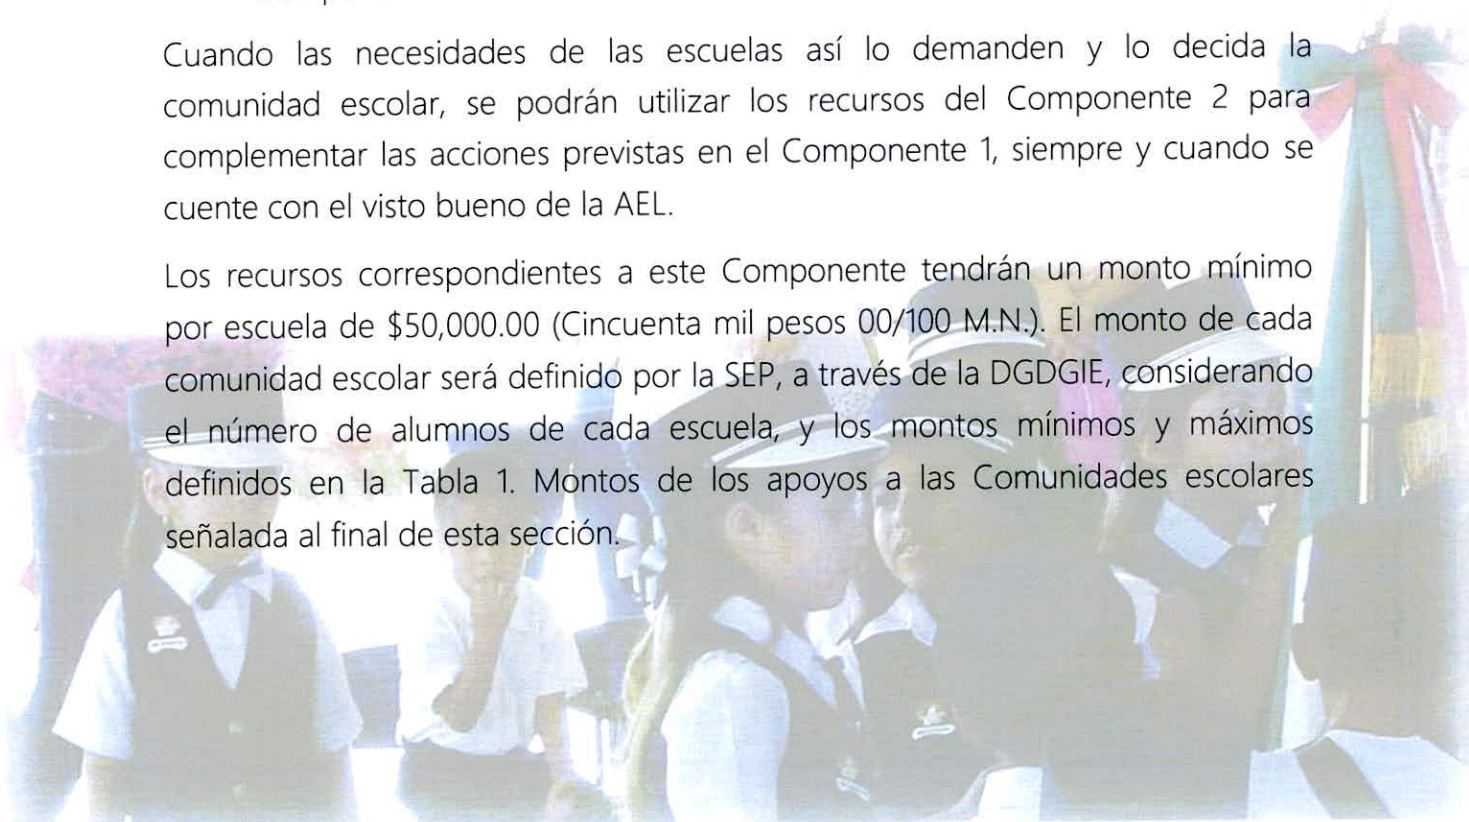 Cuando las necesidades de las escuelas así lo demanden y lo decida la
comunidad escolar, se podrán utilizar los recursos del Componente 2 para
complementar las acciones previstas en el Componente 1, siempre y cuando se
cuente con el visto bueno de la AEL.
Los recursos correspondientes a este Componente tendrán un monto mínimo
por escuela de $50,000.00 (Cincuenta mil pesos 00/100 M.N.). El monto de cada
comunidad escolar será definido por la SEP, a través de la DGDGIE, considerando
el número de alumnos de cada escuela, y los montos mínimos y máximos
definidos en la Tabla 1. Montos de los apoyos a las Comunidades escolares
señalada al final de esta sección.